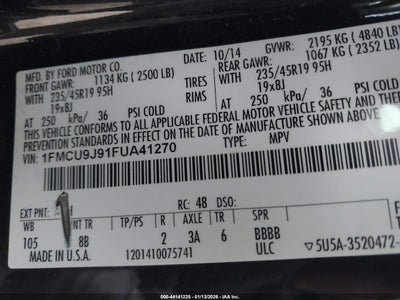 MFD. BY FORD MOTOR CO. 10/14 GVWR: 2195 KG ( 4840 LB)
FRONT GAWR: 1134 KG ( 2500 LB) REAR GAWR: 1067 KG ( 2352 LB)
WITH 235/45R19 95H TIRES WITH 235/45R19 95H
19x8J RIMS 19x8J
AT 250 kPa/ 36 PSI COLD AT 250 kPa/ 36 PSI COLD
THIS VEHICLE CONFORMS TO ALL APPLICABLE FEDERAL MOTOR VEHICLE SAFETY AND THEFT
PREVENTION STANDARDS IN EFFECT ON THE DATE OF MANUFACTURE SHOWN ABOVE.
VIN: 1FMCU9J91FUA41270 TYPE: MPV
EXT PNT: RC: 48 DSO:
WB TP/PS R AXLE TR SPR
105 8B 2 3A 6 BBBB
MADE IN U.S.A. 1201410075741 ULC ▽5U5A-3520472-
000-44141225 - 01/13/2026 - IAA Inc.